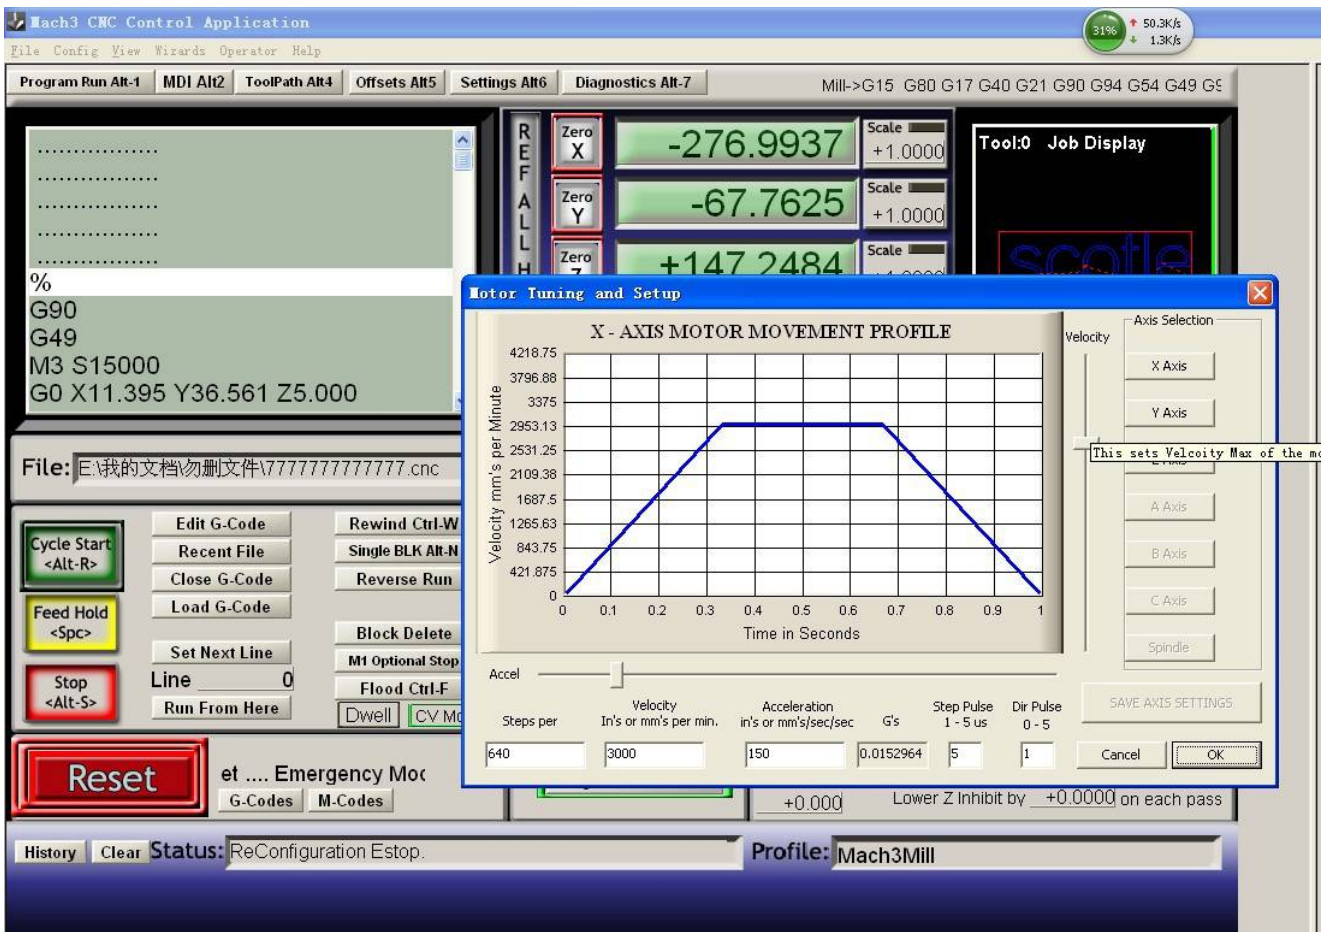 Mach3 CNC Control Application
31% 50.3K/s
1.3K/s
File Config View Wizards Operator Help
Program Run Alt-1 MDI Alt2 ToolPath Alt4 Offsets Alt5 Settings Alt6 Diagnostics Alt-7 Mill->G15 G80 G17 G40 G21 G90 G94 G54 G49 G9
.................
.................
.................
.................
.................
%
G90
G49
M3 S15000
G0 X11.395 Y36.561 Z5.000
REF ALL H
Zero X -276.9937 Scale +1.0000
Zero Y -67.7625 Scale +1.0000
Zero Z +147.2484 Scale +1.0000
Tool:0 Job Display
scotle
File: E:\我的文档\勿删文件\7777777777777.cnc
Cycle Start
<Alt-R>
Feed Hold
<Spc>
Stop
<Alt-S>
Edit G-Code
Recent File
Close G-Code
Load G-Code
Set Next Line
Line 0
Run From Here
Rewind Ctrl-W
Single BLK Alt-N
Reverse Run
Block Delete
M1 Optional Stop
Flood Ctrl-F
Dwell CV Mo
Reset
et .... Emergency Moc
G-Codes M-Codes
+0.000 Lower Z Inhibit by +0.0000 on each pass
History Clear Status: ReConfiguration Estop. Profile: Mach3Mill
Motor Tuning and Setup
X - AXIS MOTOR MOVEMENT PROFILE
Velocity mm's per Minute
4218.75
3796.88
3375
2953.13
2531.25
2109.38
1687.5
1265.63
843.75
421.875
0
0 0.1 0.2 0.3 0.4 0.5 0.6 0.7 0.8 0.9 1
Time in Seconds
Velocity
Axis Selection
X Axis
Y Axis
This sets Velcoity Max of the mo
Z Axis
A Axis
B Axis
C Axis
Spindle
Accel
SAVE AXIS SETTINGS
Steps per
Velocity
In's or mm's per min.
Acceleration
in's or mm's/sec/sec
G's
Step Pulse
1 - 5 us
Dir Pulse
0 - 5
640 3000 150 0.0152964 5 1
Cancel OK